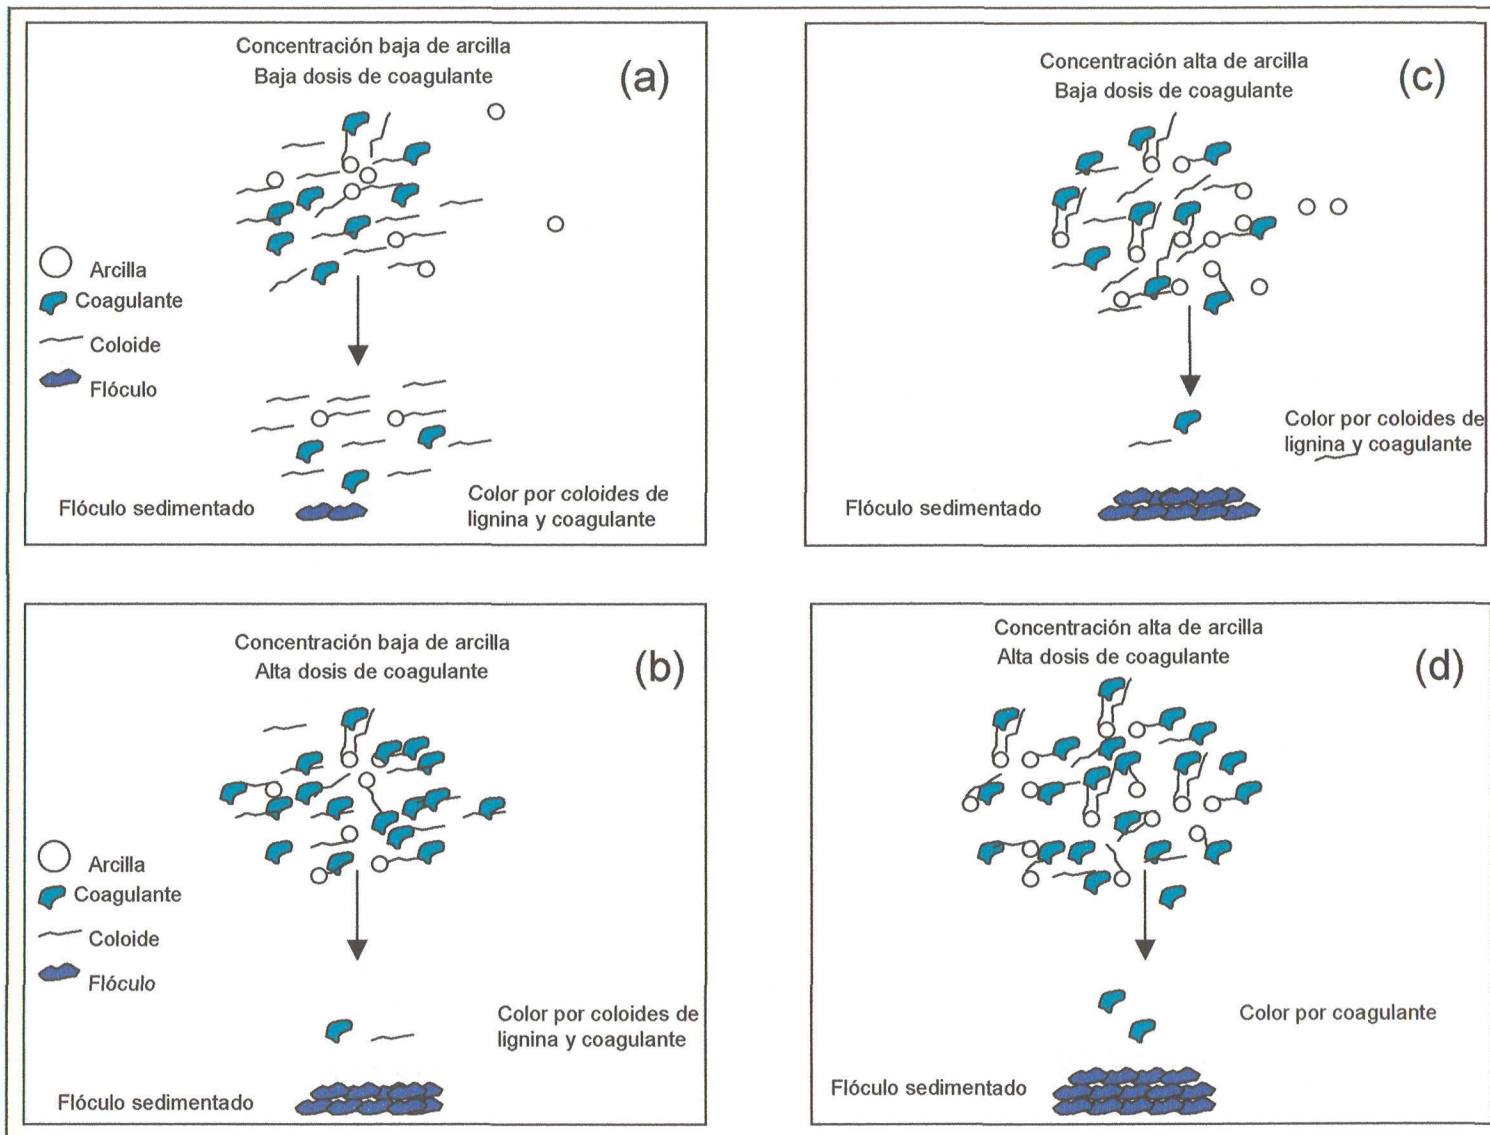 Concentración baja de arcilla
Baja dosis de coagulante
(a)
Arcilla
Coagulante
Coloide
Flóculo
Flóculo sedimentado
Color por coloides de
lignina y coagulante
Concentración alta de arcilla
Baja dosis de coagulante
(c)
Color por coloides de
lignina y coagulante
Flóculo sedimentado
Concentración baja de arcilla
Alta dosis de coagulante
(b)
Arcilla
Coagulante
Coloide
Flóculo
Color por coloides de
lignina y coagulante
Flóculo sedimentado
Concentración alta de arcilla
Alta dosis de coagulante
(d)
Color por coagulante
Flóculo sedimentado